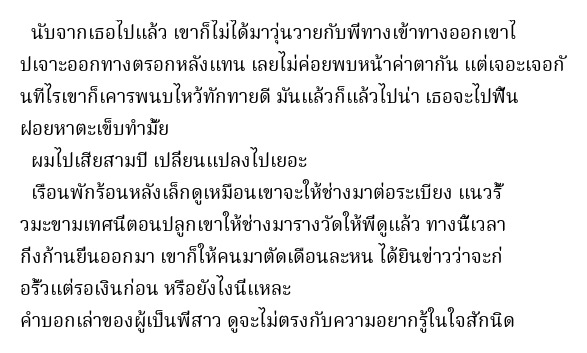 นับจากเธอไปแล้ว เขาก็ไม่ได้มาวุ่นวายกับพี่ทางเข้าทางออกเขาไ
ปเจาะออกทางตรอกหลังแทน เลยไม่ค่อยพบหน้าค่าตากัน แต่เจอะเจอกั
นทีไรเขาก็เคารพนบไหว้ทักทายดี มันแล้วก็แล้วไปน่า เธอจะไปฟื้น
ฝอยหาตะเข็บทำมั้ย
ผมไปเสียสามปี เปลี่ยนแปลงไปเยอะ
เรือนพักร้อนหลังเล็กดูเหมือนเขาจะให้ช่างมาต่อระเบียง แนวรั้
วมะขามเทศนี่ตอนปลูกเขาให้ช่างมารางวัดให้พี่ดูแล้ว ทางนี้เวลา
กิ่งก้านยื่นออกมา เขาก็ให้คนมาตัดเดือนละหน ได้ยินข่าวว่าจะก่
อรั้วแต่รอเงินก่อน หรือยังไงนี่แหละ
คำบอกเล่าของผู้เป็นพี่สาว ดูจะไม่ตรงกับความอยากรู้ในใจสักนิด